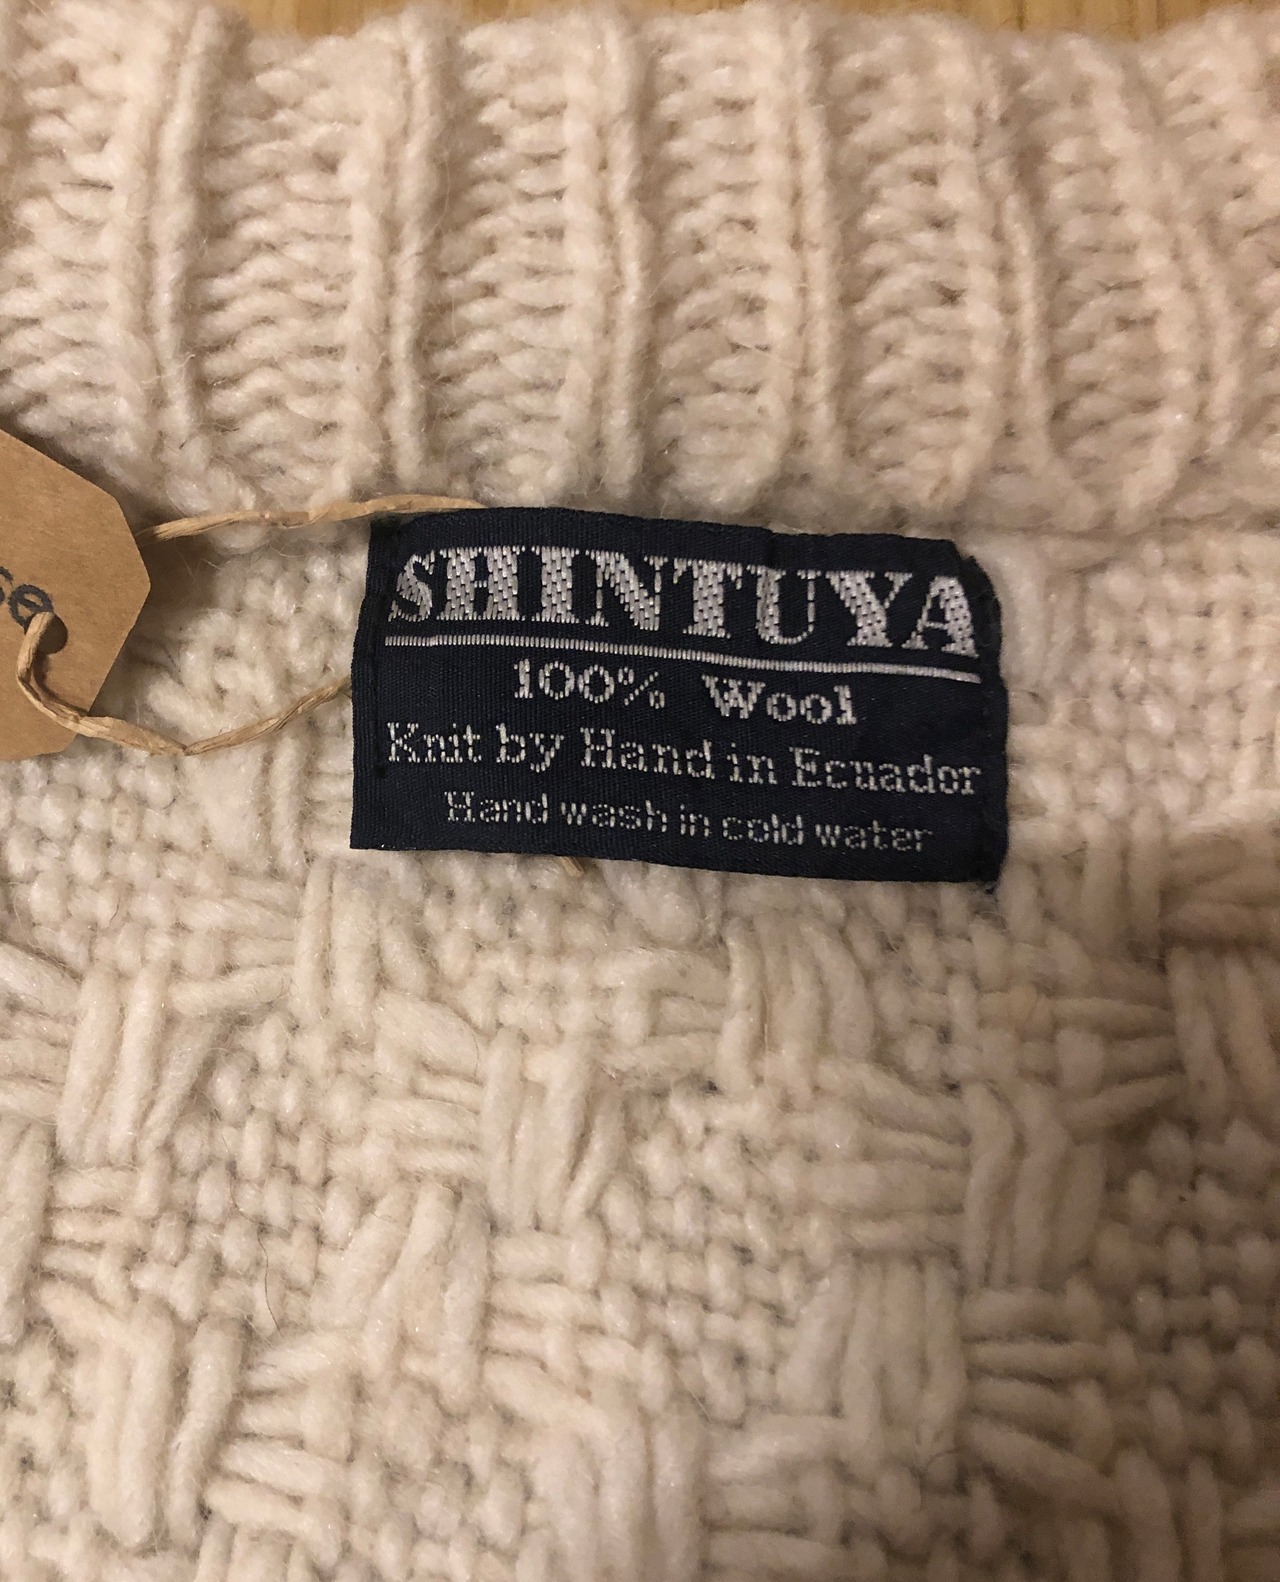 SHINTUYA
100% Wool
Knit by Hand in Ecuador
Hand wash in cold water